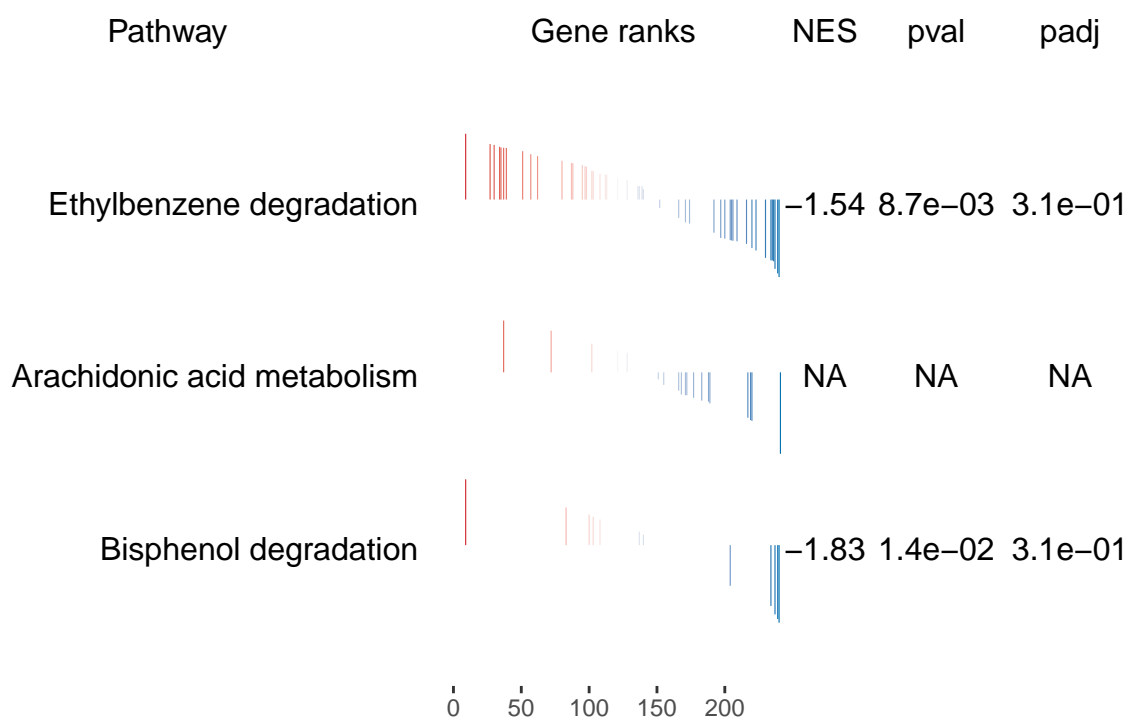 Pathway Gene ranks NES pval padj
Ethylbenzene degradation −1.54 8.7e−03 3.1e−01
Arachidonic acid metabolism NA NA NA
Bisphenol degradation −1.83 1.4e−02 3.1e−01
0 50 100 150 200